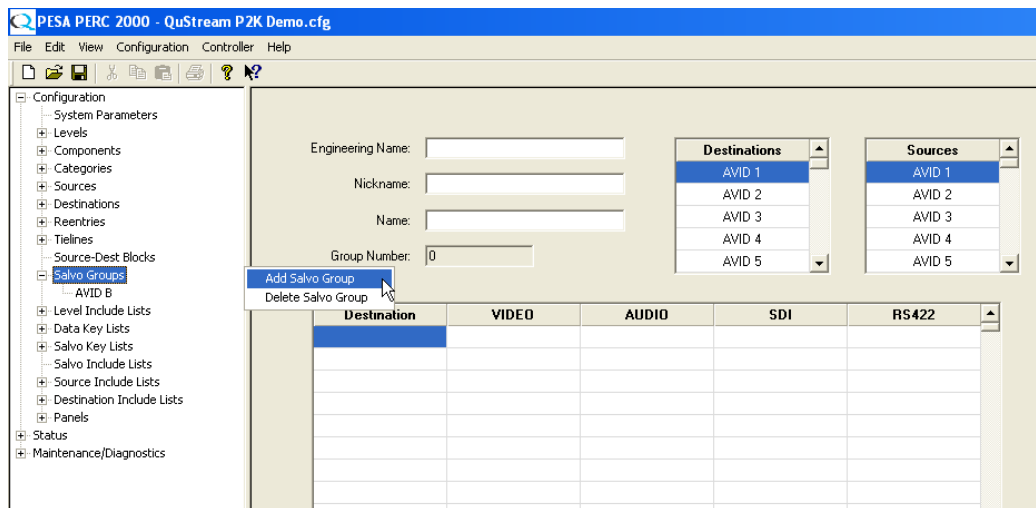 PESA PERC 2000 - QuStream P2K Demo.cfg
File Edit View Configuration Controller Help
Configuration
System Parameters
Levels
Components
Categories
Sources
Destinations
Reentries
Tielines
Source-Dest Blocks
Salvo Groups
AVID B
Level Include Lists
Data Key Lists
Salvo Key Lists
Salvo Include Lists
Source Include Lists
Destination Include Lists
Panels
Status
Maintenance/Diagnostics
Add Salvo Group
Delete Salvo Group
Engineering Name:
Nickname:
Name:
Group Number: 0
Destinations
AVID 1
AVID 2
AVID 3
AVID 4
AVID 5
Sources
AVID 1
AVID 2
AVID 3
AVID 4
AVID 5
Destination VIDEO AUDIO SDI RS422